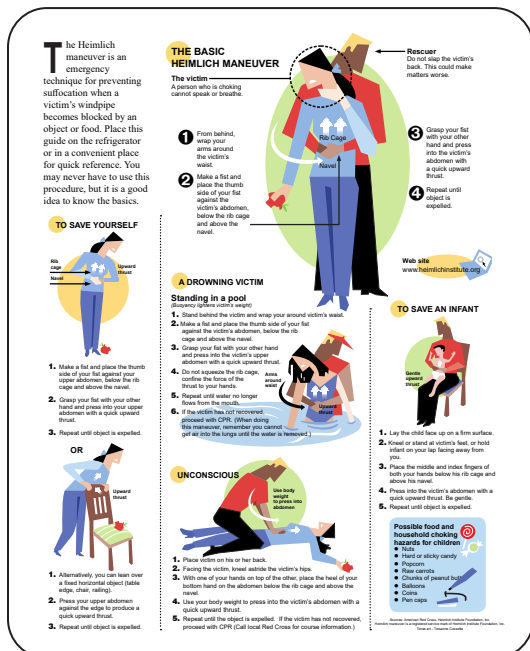 The Heimlich
maneuver is an
emergency
technique for preventing
suffocation when a
victim's windpipe
becomes blocked by an
object or food. Place this
guide on the refrigerator
or in a convenient place
for quick reference. You
may never have to use this
procedure, but it is a good
idea to know the basics.
THE BASIC
HEIMLICH MANEUVER
The victim
A person who is choking
cannot speak or breathe.
Rescuer
Do not slap the victim's
back. This could make
matters worse.
1 From behind,
wrap your
arms around
the victim's
waist.
2 Make a fist and
place the thumb
side of your fist
against the
victim's abdomen,
below the rib cage
and above the
navel.
Rib Cage
Navel
3 Grasp your fist
with your other
hand and press
into the victim's
abdomen with
a quick upward
thrust.
4 Repeat until
object is
expelled.
Web site
www.heimlichinstitute.org
TO SAVE YOURSELF
Rib
cage
Navel
Upward
thrust
1. Make a fist and place the thumb
side of your fist against your
upper abdomen, below the rib
cage and above the navel.
2. Grasp your fist with your other
hand and press into your upper
abdomen with a quick upward
thrust.
3. Repeat until object is expelled.
OR
Upward
thrust
1. Alternatively, you can lean over
a fixed horizontal object (table
edge, chair, railing).
2. Press your upper abdomen
against the edge to produce a
quick upward thrust.
3. Repeat until object is expelled.
A DROWNING VICTIM
Standing in a pool
(Buoyancy lightens victim's weight)
1. Stand behind the victim and wrap your around victim's waist.
2. Make a fist and place the thumb side of your fist
against the victim's abdomen, below the rib
cage and above the navel.
3. Grasp your fist with your other hand
and press into the victim's upper
abdomen with a quick upward thrust.
4. Do not squeeze the rib cage,
confine the force of the
thrust to your hands.
5. Repeat until water no longer
flows from the mouth.
6. If the victim has not recovered,
proceed with CPR. (When doing
this maneuver, remember you cannot
get air into the lungs until the water is removed.)
Arms
around
waist
Upward
thrust
UNCONSCIOUS
Use body
weight
to press into
abdomen
1. Place victim on his or her back.
2. Facing the victim, kneel astride the victim's hips.
3. With one of your hands on top of the other, place the heel of your
bottom hand on the abdomen below the rib cage and above the
navel.
4. Use your body weight to press into the victim's abdomen with a
quick upward thrust.
5. Repeat until the object is expelled. If the victim has not recovered,
proceed with CPR (Call local Red Cross for course information.)
TO SAVE AN INFANT
Gentle
upward
thrust
1. Lay the child face up on a firm surface.
2. Kneel or stand at victim's feet, or hold
infant on your lap facing away from
you.
3. Place the middle and index fingers of
both your hands below his rib cage and
above his navel.
4. Press into the victim's abdomen with a
quick upward thrust. Be gentle.
5. Repeat until object is expelled.
Possible food and
household choking
hazards for children
Nuts
Hard or sticky candy
Popcorn
Raw carrots
Chunks of peanut butt
Balloons
Coins
Pen caps
Sources: American Red Cross, Heimlich Institute Foundation, Inc.
Heimlich maneuver is a registered service mark of Heimlich Institute Foundation, Inc.